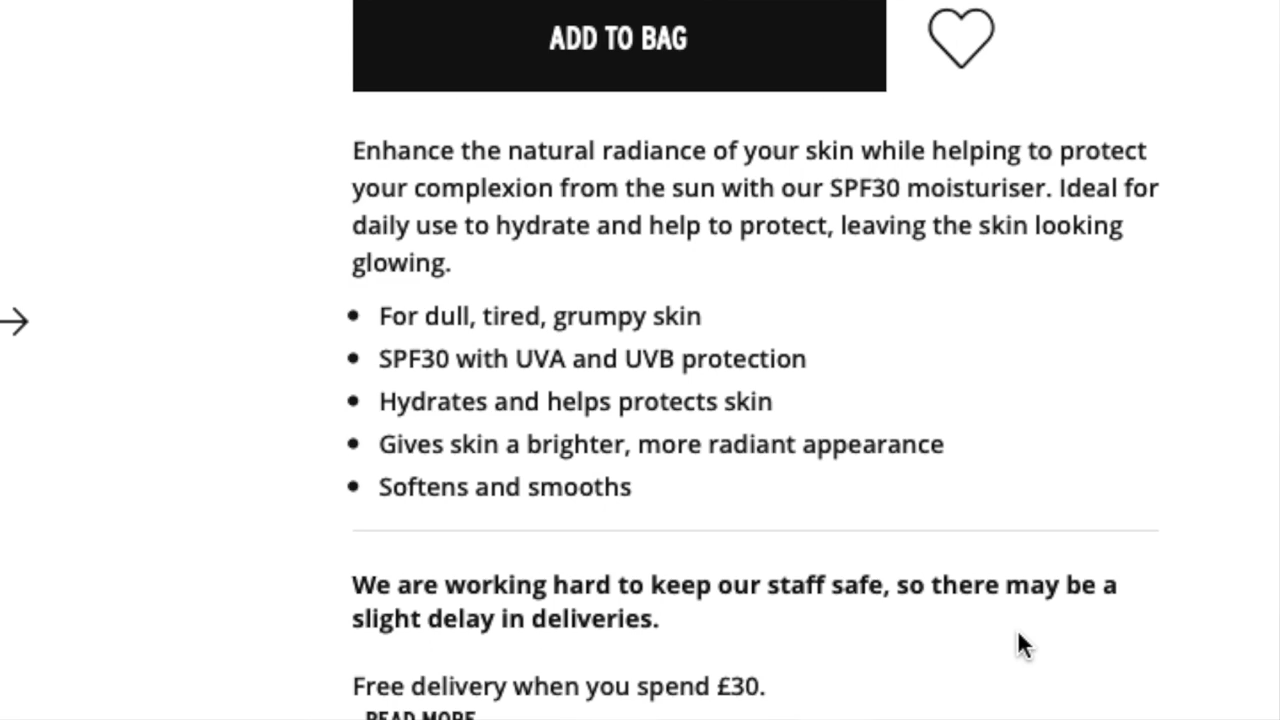 ADD TO BAG
Enhance the natural radiance of your skin while helping to protect
your complexion from the sun with our SPF30 moisturiser. Ideal for
daily use to hydrate and help to protect, leaving the skin looking
glowing.
For dull, tired, grumpy skin
SPF30 with UVA and UVB protection
Hydrates and helps protects skin
Gives skin a brighter, more radiant appearance
Softens and smooths
We are working hard to keep our staff safe, so there may be a
slight delay in deliveries.
Free delivery when you spend £30.
READ MORE